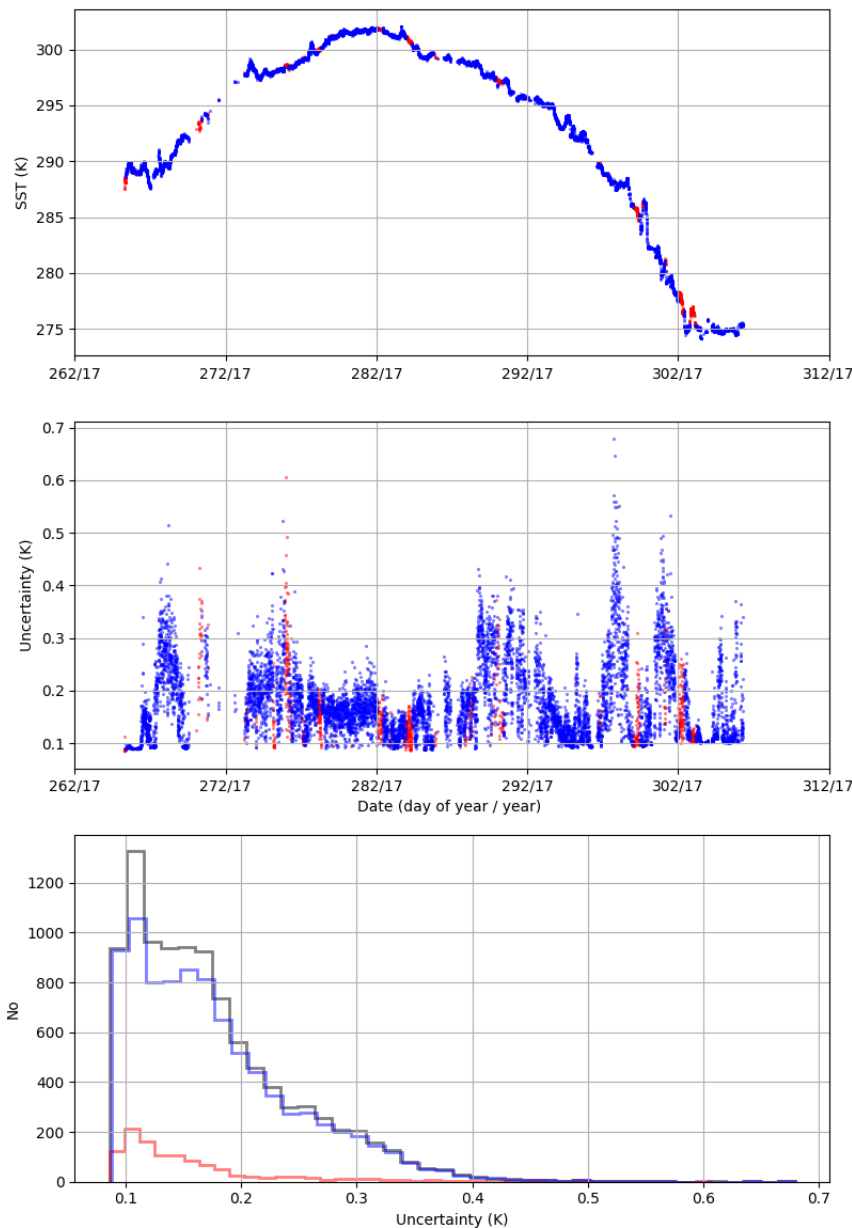 300
295
290
285
280
275
SST (K)
262/17 272/17 282/17 292/17 302/17 312/17
0.7
0.6
0.5
0.4
0.3
0.2
0.1
Uncertainty (K)
262/17 272/17 282/17 292/17 302/17 312/17
Date (day of year / year)
1200
1000
800
600
400
200
0
No
0.1 0.2 0.3 0.4 0.5 0.6 0.7
Uncertainty (K)